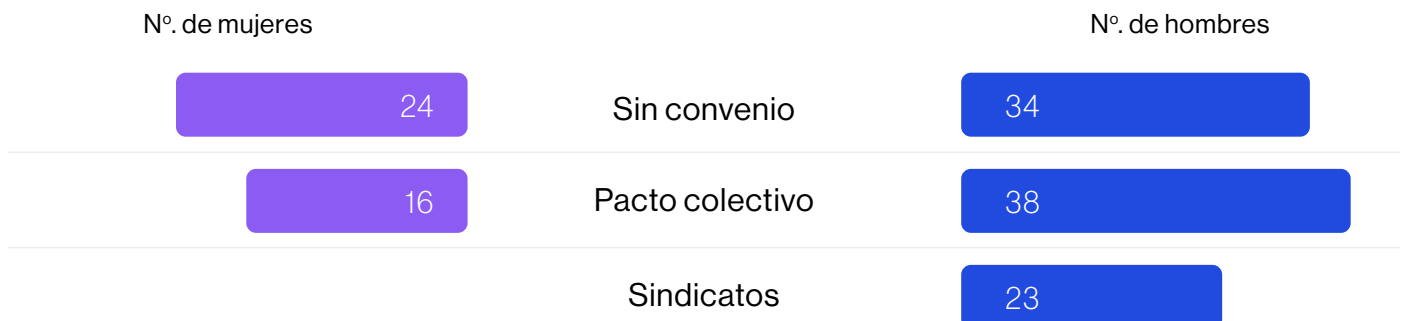 Nº. de mujeres Nº. de hombres
24 Sin convenio 34
16 Pacto colectivo 38
Sindicatos 23